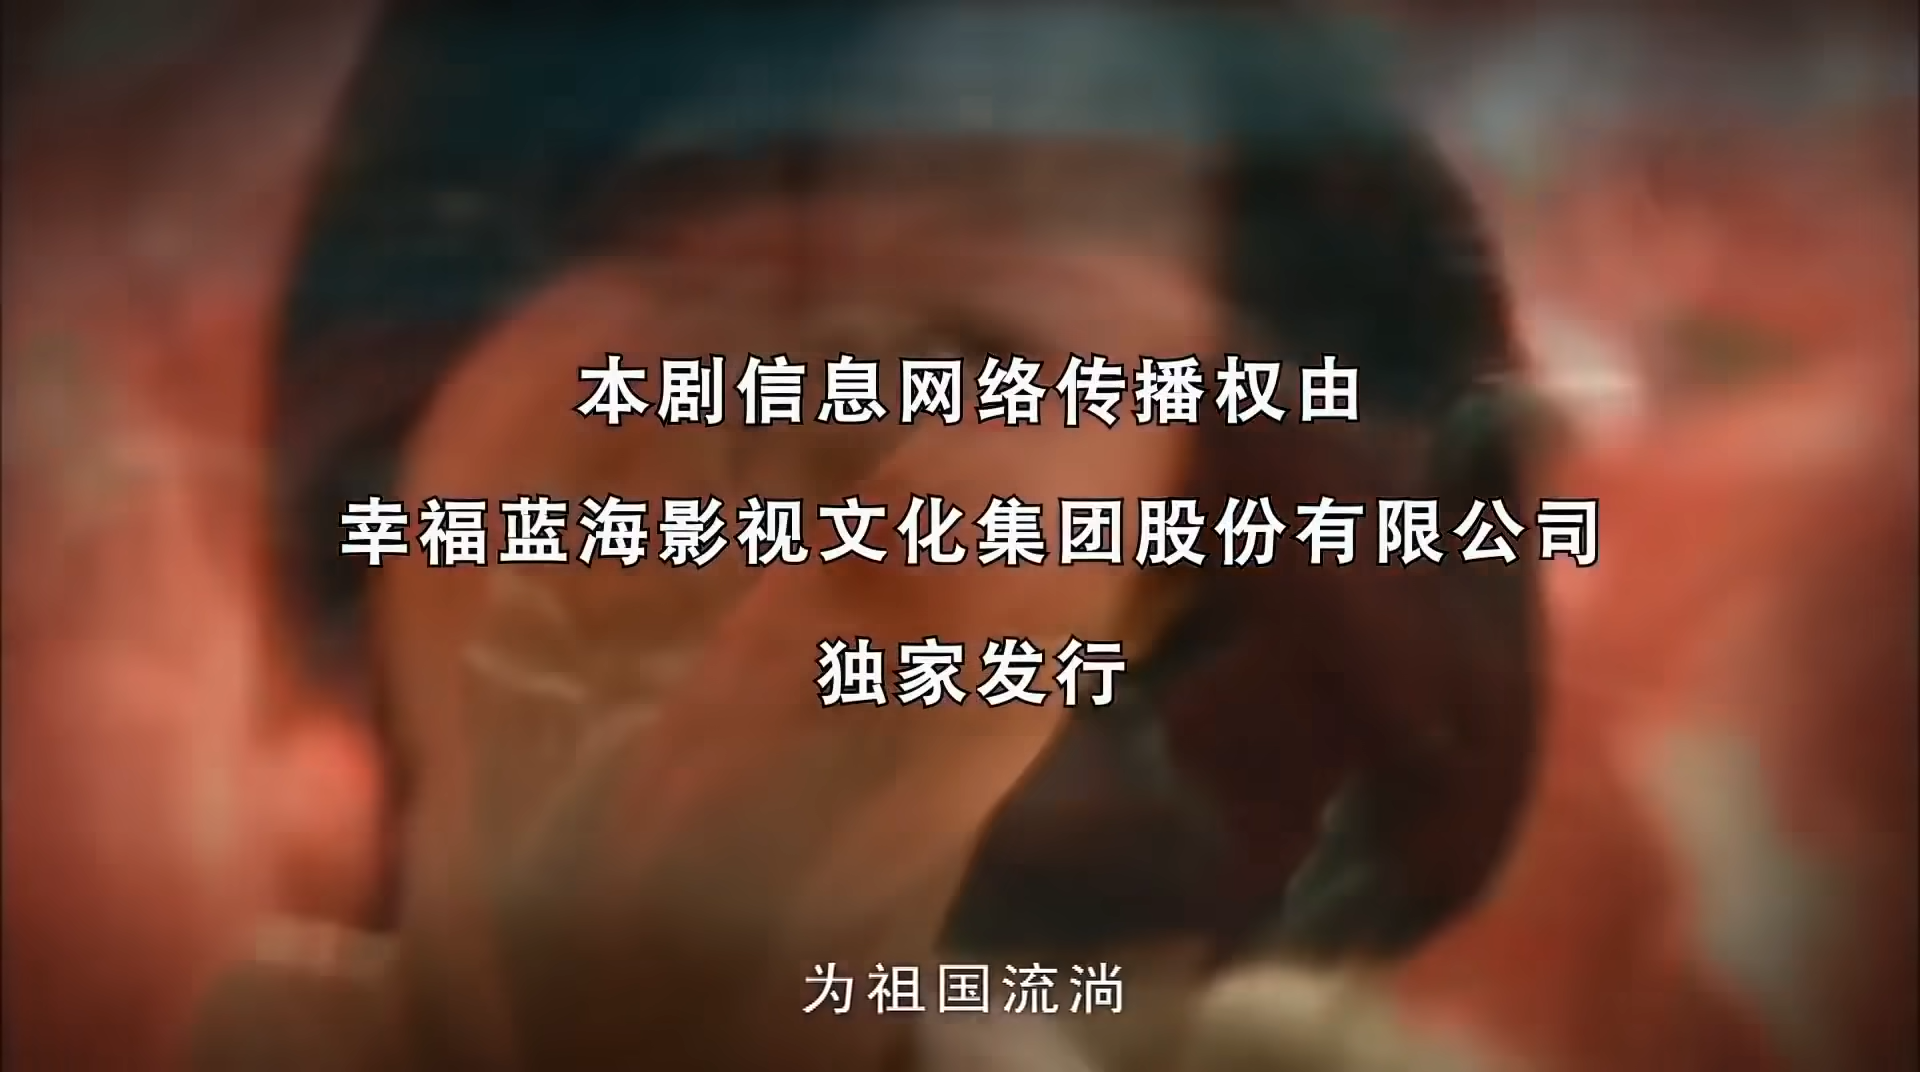 本剧信息网络传播权由
幸福蓝海影视文化集团股份有限公司
独家发行
为祖国流淌